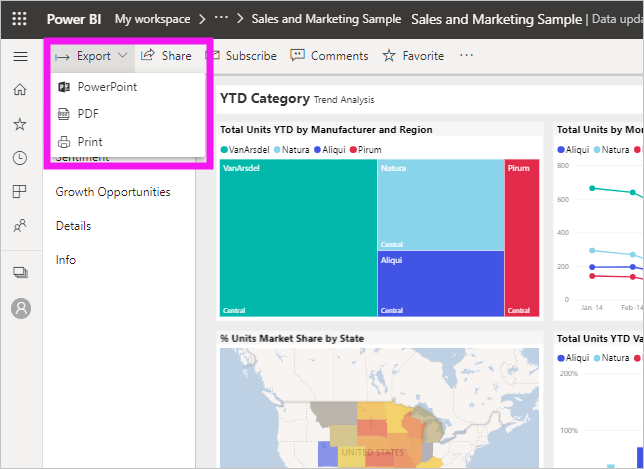 Power BI My workspace > ··· > Sales and Marketing Sample Sales and Marketing Sample | Data upda
Export Share Subscribe Comments Favorite ···
PowerPoint
PDF
Print
Sentiment
Growth Opportunities
Details
Info
YTD Category Trend Analysis
Total Units YTD by Manufacturer and Region
VanArsdel Natura Aliqui Pirum
VanArsdel
Natura
Pirum
Central
Aliqui
Central
Central
Central
Total Units by Mon
Aliqui Natura
800
600
400
200
0
Jan-14 Feb-14
% Units Market Share by State
UNITED STATES
Total Units YTD Va
Aliqui Natura
200%
100%